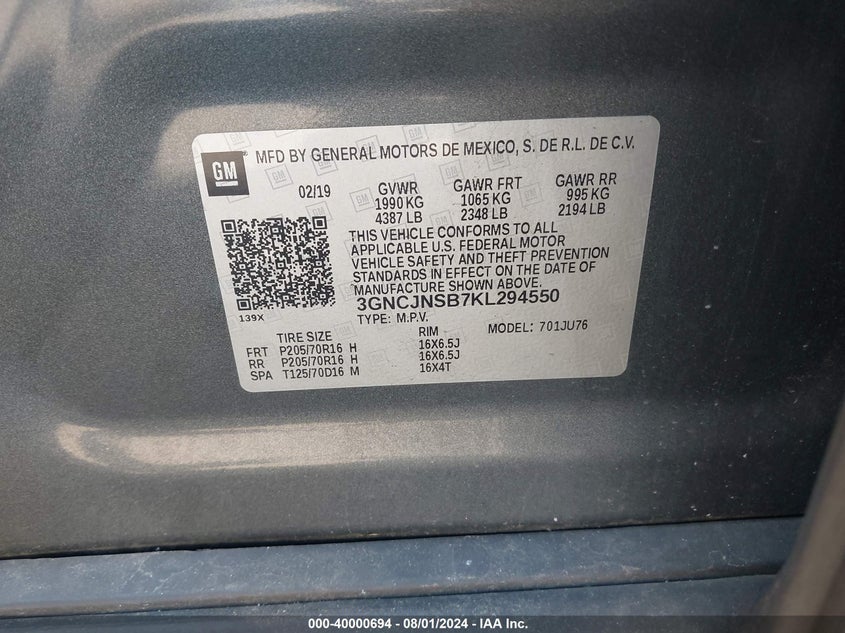 GM ® MFD BY GENERAL MOTORS DE MEXICO, S. DE R.L. DE C.V.
02/19 GVWR GAWR FRT GAWR RR
1990 KG 1065 KG 995 KG
4387 LB 2348 LB 2194 LB
THIS VEHICLE CONFORMS TO ALL
APPLICABLE U.S. FEDERAL MOTOR
VEHICLE SAFETY AND THEFT PREVENTION
STANDARDS IN EFFECT ON THE DATE OF
MANUFACTURE SHOWN ABOVE.
3GNCJNSB7KL294550
139X
TYPE: M.P.V. MODEL: 701JU76
TIRE SIZE RIM
FRT P205/70R16 H 16X6.5J
RR P205/70R16 H 16X6.5J
SPA T125/70D16 M 16X4T
000-40000694 - 08/01/2024 - IAAI Inc.